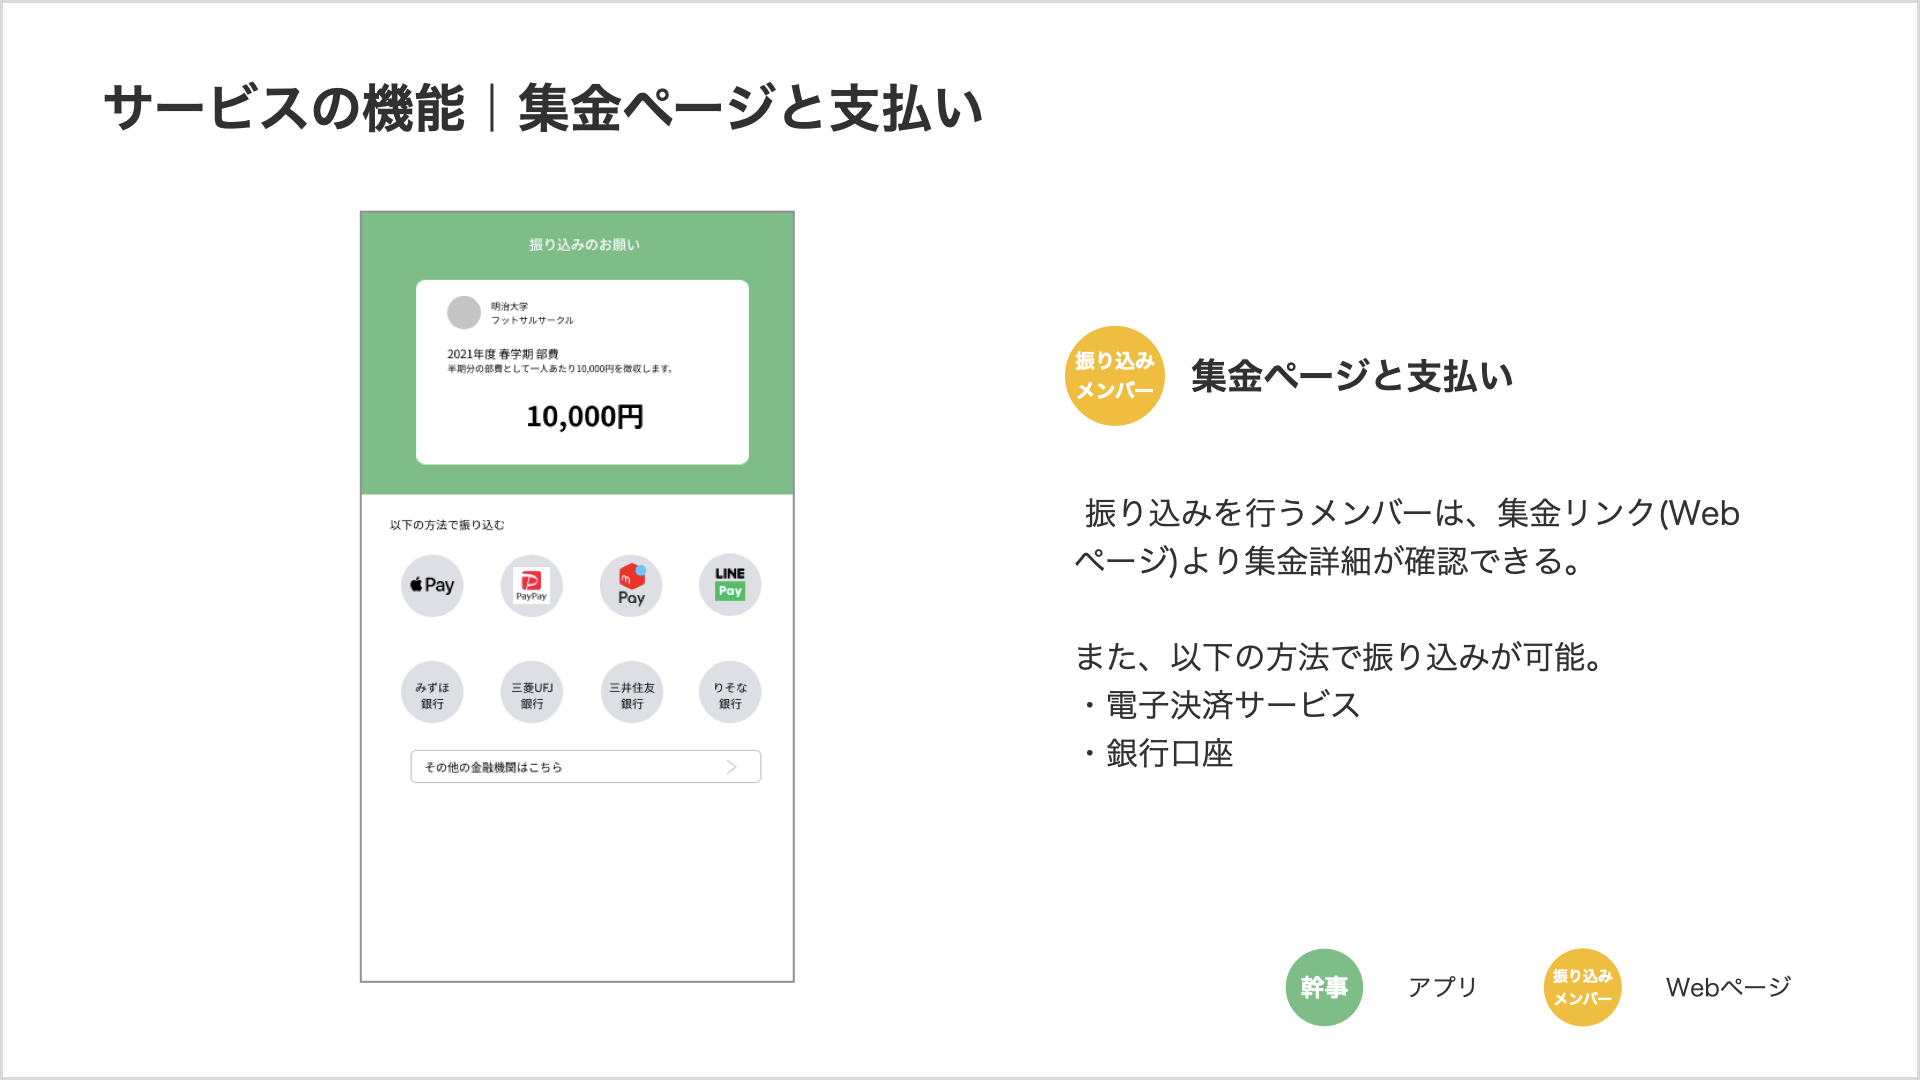 サービスの機能｜集金ページと支払い
振り込みのお願い
明治大学
フットサルサークル
2021年度 春学期 部費
半期分の部費として一人あたり10,000円を徴収します。
10,000円
以下の方法で振り込む
Pay
PayPay
Pay
LINE
Pay
みずほ
銀行
三菱UFJ
銀行
三井住友
銀行
りそな
銀行
その他の金融機関はこちら
振り込み
メンバー
集金ページと支払い
振り込みを行うメンバーは、集金リンク(Web
ページ)より集金詳細が確認できる。
また、以下の方法で振り込みが可能。
・電子決済サービス
・銀行口座
幹事
アプリ
振り込み
メンバー
Webページ